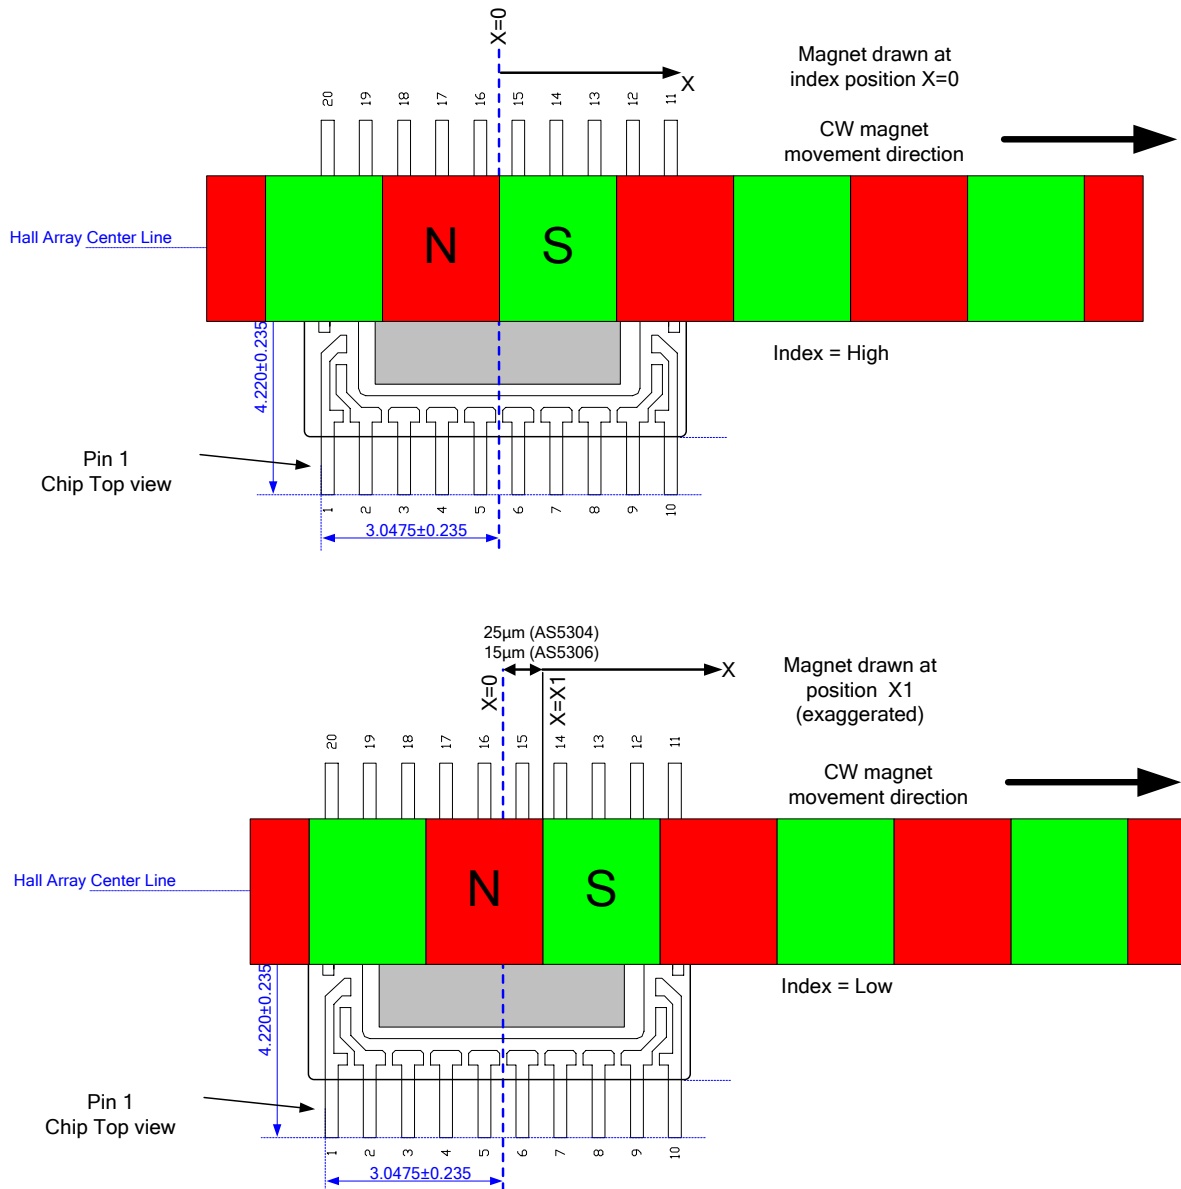 X=0
X
Magnet drawn at
index position X=0
20 19 18 17 16 15 14 13 12 11
CW magnet
movement direction
Hall Array Center Line
N S
4.220±0.235
Index = High
Pin 1
Chip Top view
1 2 3 4 5 6 7 8 9 10
3.0475±0.235
25µm (AS5304)
15µm (AS5306)
X=0
X=X1
X
Magnet drawn at
position X1
(exaggerated)
20 19 18 17 16 15 14 13 12 11
CW magnet
movement direction
Hall Array Center Line
N S
4.220±0.235
Index = Low
Pin 1
Chip Top view
1 2 3 4 5 6 7 8 9 10
3.0475±0.235